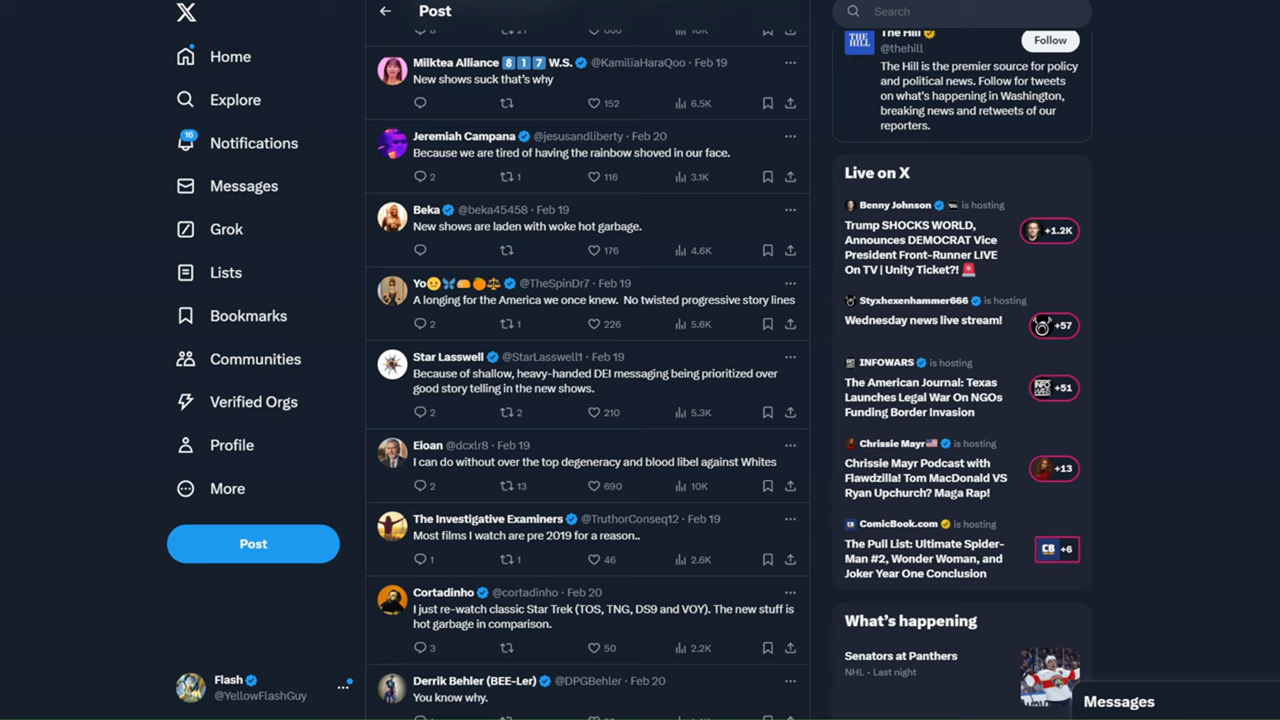 Home
Explore
16
Notifications
Messages
Grok
Lists
Bookmarks
Communities
Verified Orgs
Profile
More
Post
Flash
@YellowFlashGuy
Post
Milktea Alliance 8 1 7 W.S. @KamiliaHaraQoo · Feb 19
New shows suck that's why
152
6.5K
Jeremiah Campana @jesusandliberty · Feb 20
Because we are tired of having the rainbow shoved in our face.
2
1
116
3.1K
Beka @beka45458 · Feb 19
New shows are laden with woke hot garbage.
176
4.6K
Yo @TheSpinDr7 · Feb 19
A longing for the America we once knew. No twisted progressive story lines
2
1
226
5.6K
Star Lasswell @StarLasswell1 · Feb 19
Because of shallow, heavy-handed DEI messaging being prioritized over
good story telling in the new shows.
2
2
210
5.3K
Eioan @dcxlr8 · Feb 19
I can do without over the top degeneracy and blood libel against Whites
2
13
690
10K
The Investigative Examiners @TruthorConseq12 · Feb 19
Most films I watch are pre 2019 for a reason..
1
1
46
2.6K
Cortadinho @cortadinho · Feb 20
I just re-watch classic Star Trek (TOS, TNG, DS9 and VOY). The new stuff is
hot garbage in comparison.
3
50
2.2K
Derrik Behler (BEE-Ler) @DPGBehler · Feb 20
You know why.
Search
THE HILL
The Hill
@thehill
Follow
The Hill is the premier source for policy
and political news. Follow for tweets
on what's happening in Washington,
breaking news and retweets of our
reporters.
Live on X
Benny Johnson is hosting
Trump SHOCKS WORLD,
Announces DEMOCRAT Vice
President Front-Runner LIVE
On TV | Unity Ticket?!
+1.2K
Styxhexenhammer666 is hosting
Wednesday news live stream!
+57
INFOWARS is hosting
The American Journal: Texas
Launches Legal War On NGOs
Funding Border Invasion
+51
Chrissie Mayr is hosting
Chrissie Mayr Podcast with
Flawdzilla! Tom MacDonald VS
Ryan Upchurch? Maga Rap!
+13
ComicBook.com is hosting
The Pull List: Ultimate Spider-
Man #2, Wonder Woman, and
Joker Year One Conclusion
CB +6
What's happening
Senators at Panthers
NHL · Last night
Messages